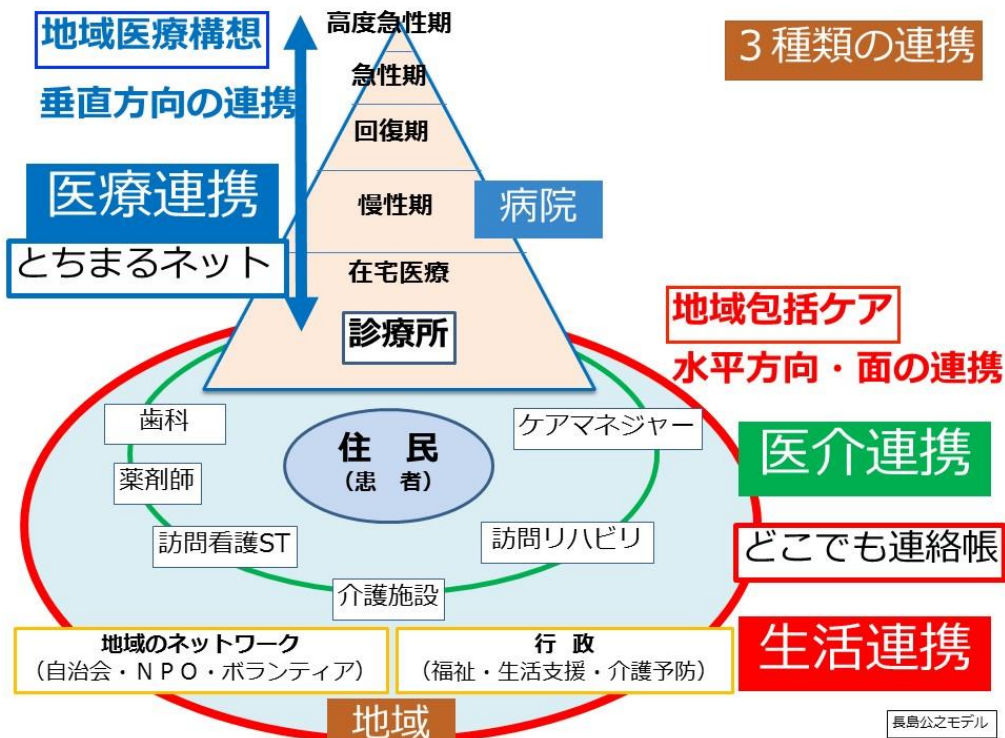 ３種類の連携
地域医療構想
垂直方向の連携
医療連携
とちまるネット
高度急性期
急性期
回復期
慢性期
在宅医療
診療所
病院
地域包括ケア
水平方向・面の連携
医介連携
どこでも連絡帳
生活連携
住　民
（患　者）
歯科
薬剤師
訪問看護ST
介護施設
訪問リハビリ
ケアマネジャー
地域のネットワーク
（自治会・ＮＰＯ・ボランティア）
行 政
（福祉・生活支援・介護予防）
地域
長島公之モデル